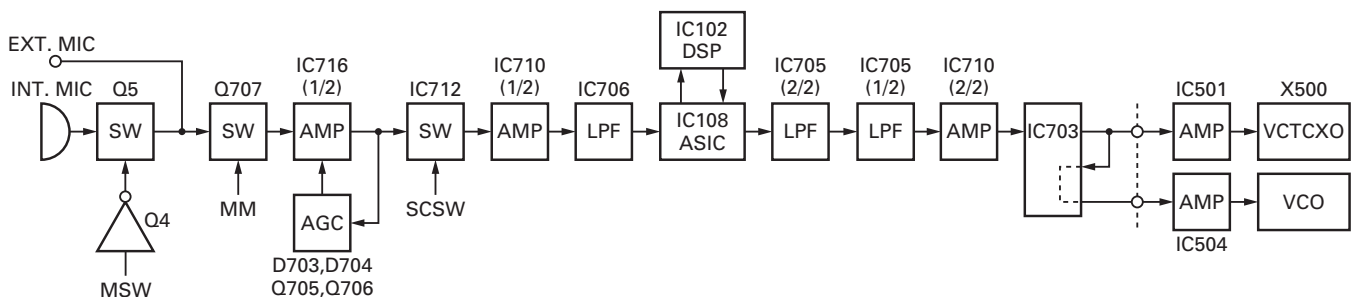 EXT. MIC
INT. MIC
Q5
SW
Q4
MSW
Q707
SW
MM
IC716
(1/2)
AMP
AGC
D703,D704
Q705,Q706
IC712
SW
SCSW
IC710
(1/2)
AMP
IC706
LPF
IC102
DSP
IC108
ASIC
IC705
(2/2)
LPF
IC705
(1/2)
LPF
IC710
(2/2)
AMP
IC703
IC501
AMP
X500
VCTCXO
AMP
IC504
VCO